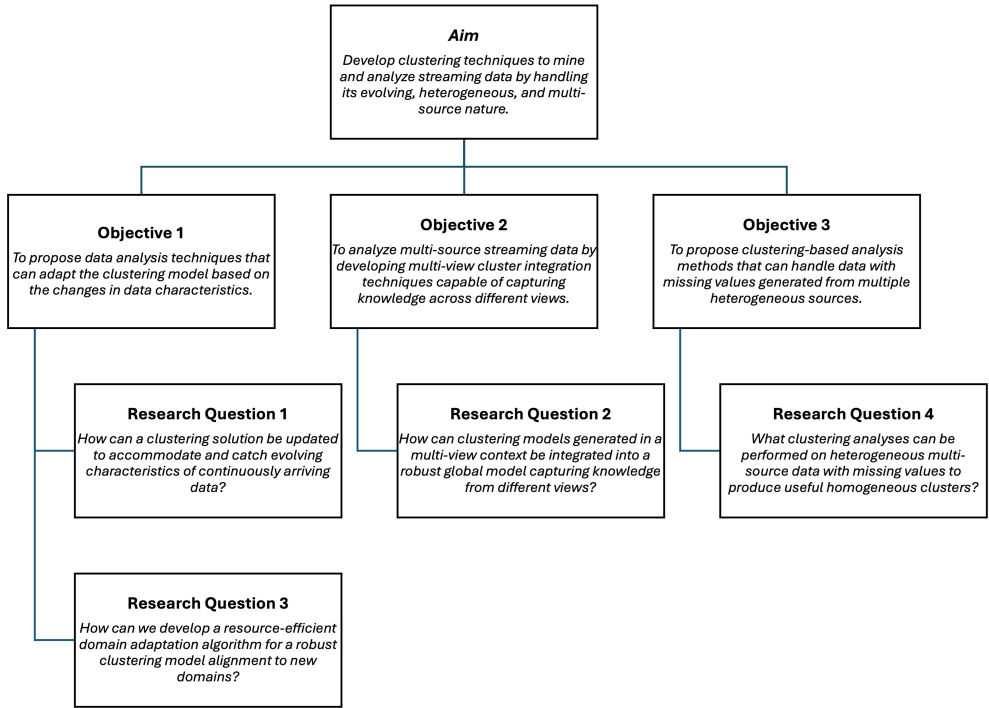 Aim
Develop clustering techniques to mine
and analyze streaming data by handling
its evolving, heterogeneous, and multi-
source nature.
Objective 1
To propose data analysis techniques that
can adapt the clustering model based on
the changes in data characteristics.
Objective 2
To analyze multi-source streaming data by
developing multi-view cluster integration
techniques capable of capturing
knowledge across different views.
Objective 3
To propose clustering-based analysis
methods that can handle data with
missing values generated from multiple
heterogeneous sources.
Research Question 1
How can a clustering solution be updated
to accommodate and catch evolving
characteristics of continuously arriving
data?
Research Question 2
How can clustering models generated in a
multi-view context be integrated into a
robust global model capturing knowledge
from different views?
Research Question 4
What clustering analyses can be
performed on heterogeneous multi-
source data with missing values to
produce useful homogeneous clusters?
Research Question 3
How can we develop a resource-efficient
domain adaptation algorithm for a robust
clustering model alignment to new
domains?